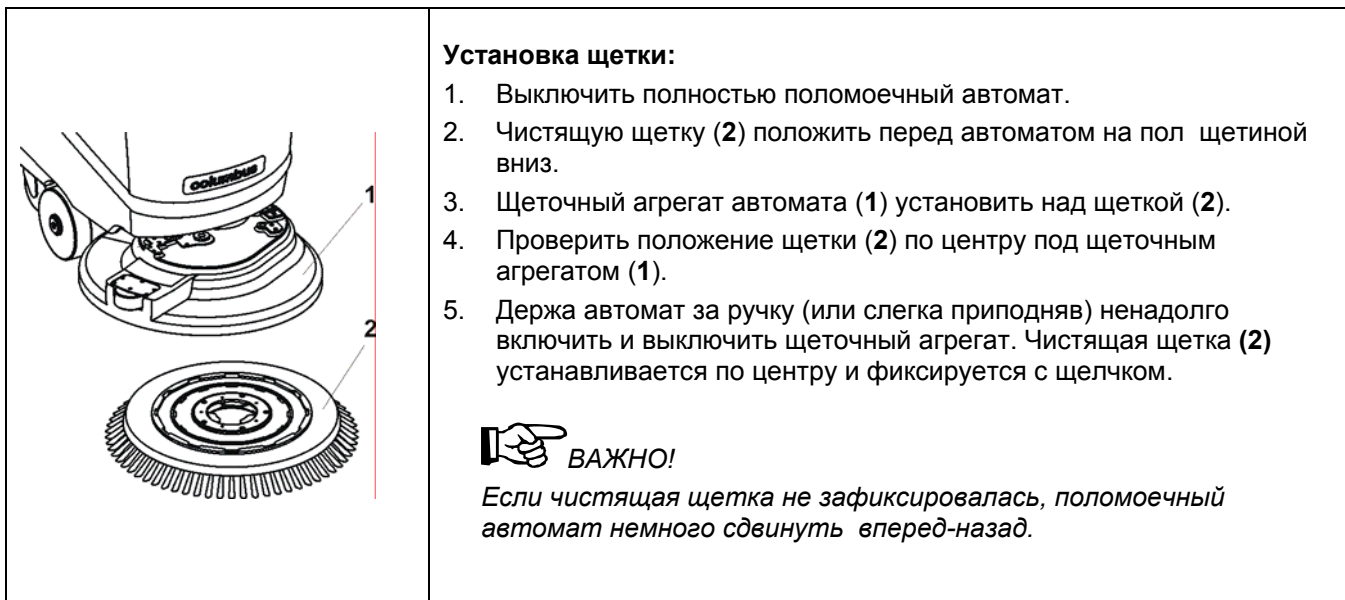 columbus
1
2
Установка щетки:
1. Выключить полностью поломоечный автомат.
2. Чистящую щетку (2) положить перед автоматом на пол щетиной
вниз.
3. Щеточный агрегат автомата (1) установить над щеткой (2).
4. Проверить положение щетки (2) по центру под щеточным
агрегатом (1).
5. Держа автомат за ручку (или слегка приподняв) ненадолго
включить и выключить щеточный агрегат. Чистящая щетка (2)
устанавливается по центру и фиксируется с щелчком.
ВАЖНО!
Если чистящая щетка не зафиксировалась, поломоечный
автомат немного сдвинуть вперед-назад.